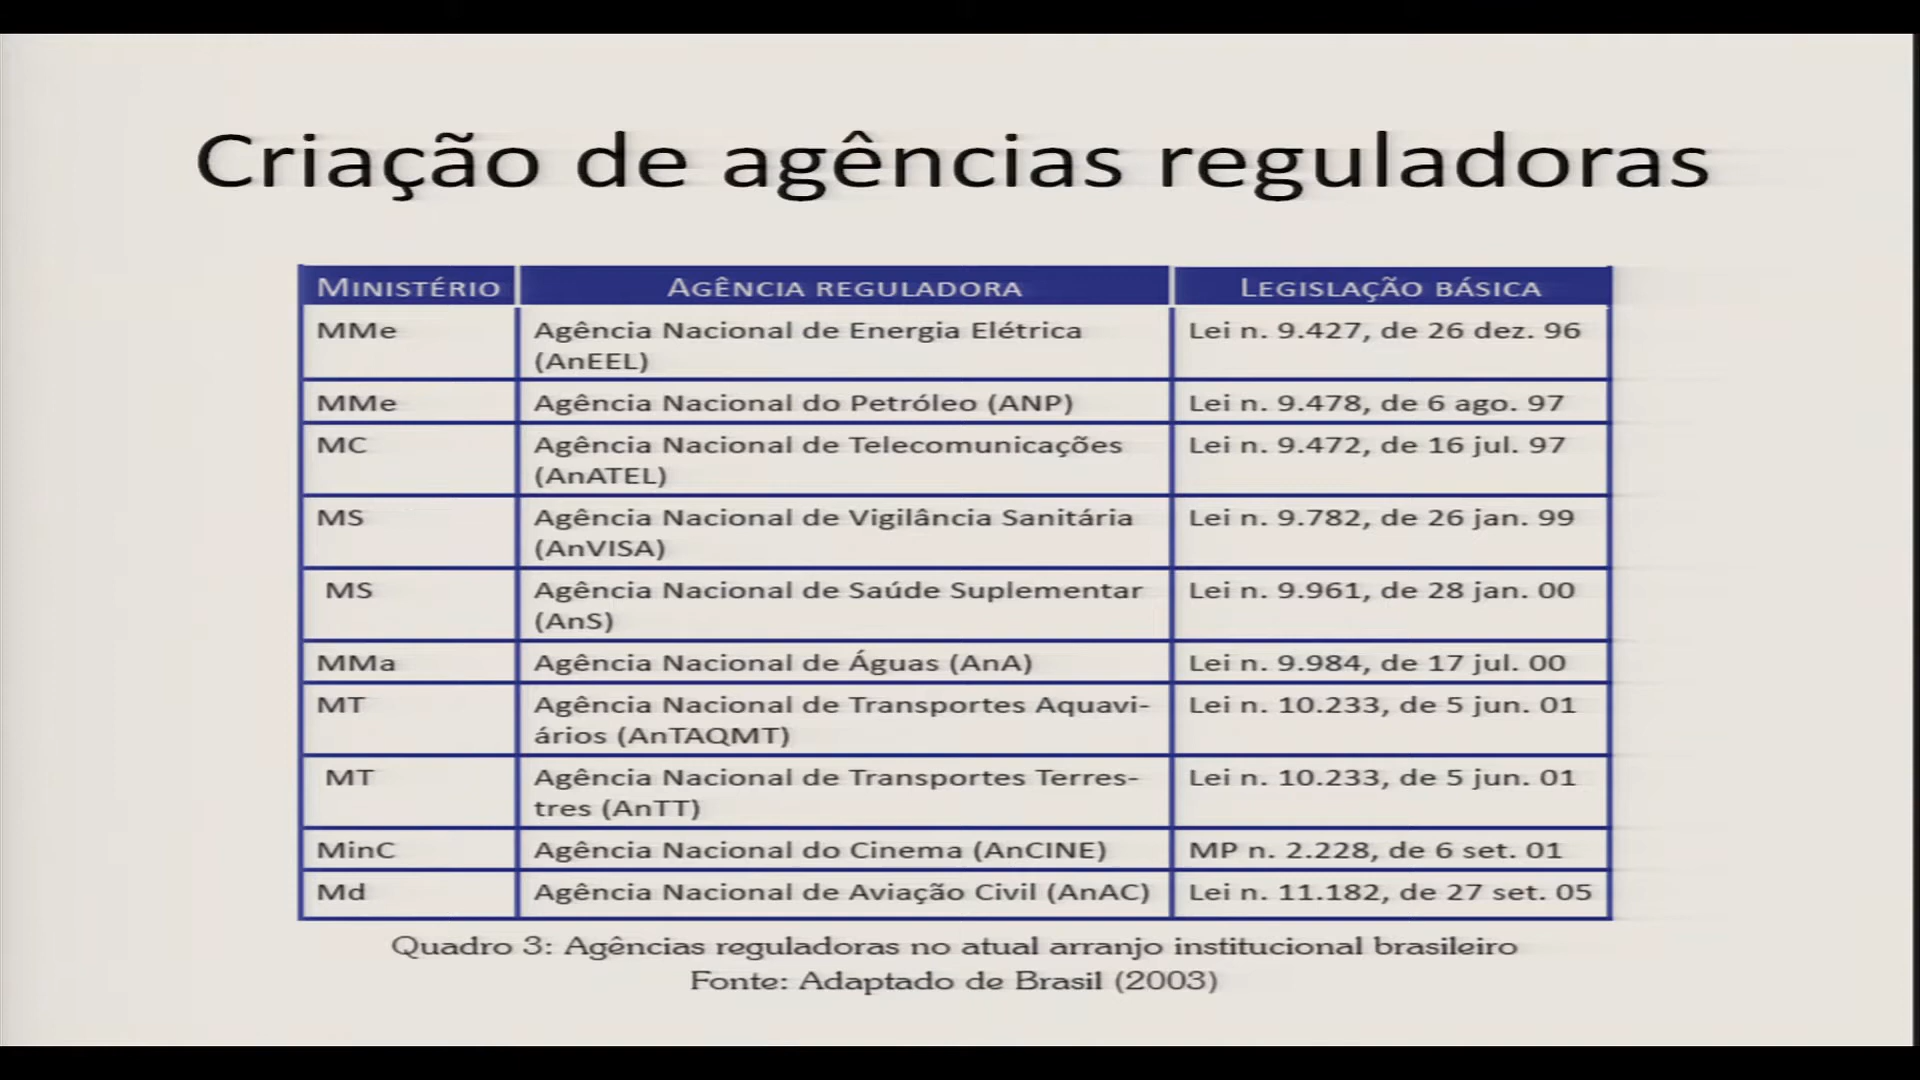 Criação de agências reguladoras
Ministério Agência reguladora Legislação básica
MMe Agência Nacional de Energia Elétrica Lei n. 9.427, de 26 dez. 96
(AnEEL)
MMe Agência Nacional do Petróleo (ANP) Lei n. 9.478, de 6 ago. 97
MC Agência Nacional de Telecomunicações Lei n. 9.472, de 16 jul. 97
(AnATEL)
MS Agência Nacional de Vigilância Sanitária Lei n. 9.782, de 26 jan. 99
(AnVISA)
MS Agência Nacional de Saúde Suplementar Lei n. 9.961, de 28 jan. 00
(AnS)
MMa Agência Nacional de Águas (AnA) Lei n. 9.984, de 17 jul. 00
MT Agência Nacional de Transportes Aquavi- Lei n. 10.233, de 5 jun. 01
ários (AnTAQMT)
MT Agência Nacional de Transportes Terres- Lei n. 10.233, de 5 jun. 01
tres (AnTT)
MinC Agência Nacional do Cinema (AnCINE) MP n. 2.228, de 6 set. 01
Md Agência Nacional de Aviação Civil (AnAC) Lei n. 11.182, de 27 set. 05
Quadro 3: Agências reguladoras no atual arranjo institucional brasileiro
Fonte: Adaptado de Brasil (2003)